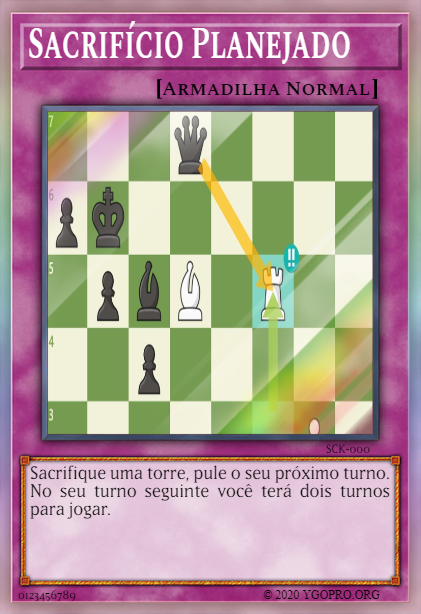 Sacrifício Planejado
[Armadilha Normal]
7
6
5
4
3
!!
SCK-000
Sacrifique uma torre, pule o seu próximo turno.
No seu turno seguinte você terá dois turnos
para jogar.
0123456789
© 2020 YGOPRO.ORG